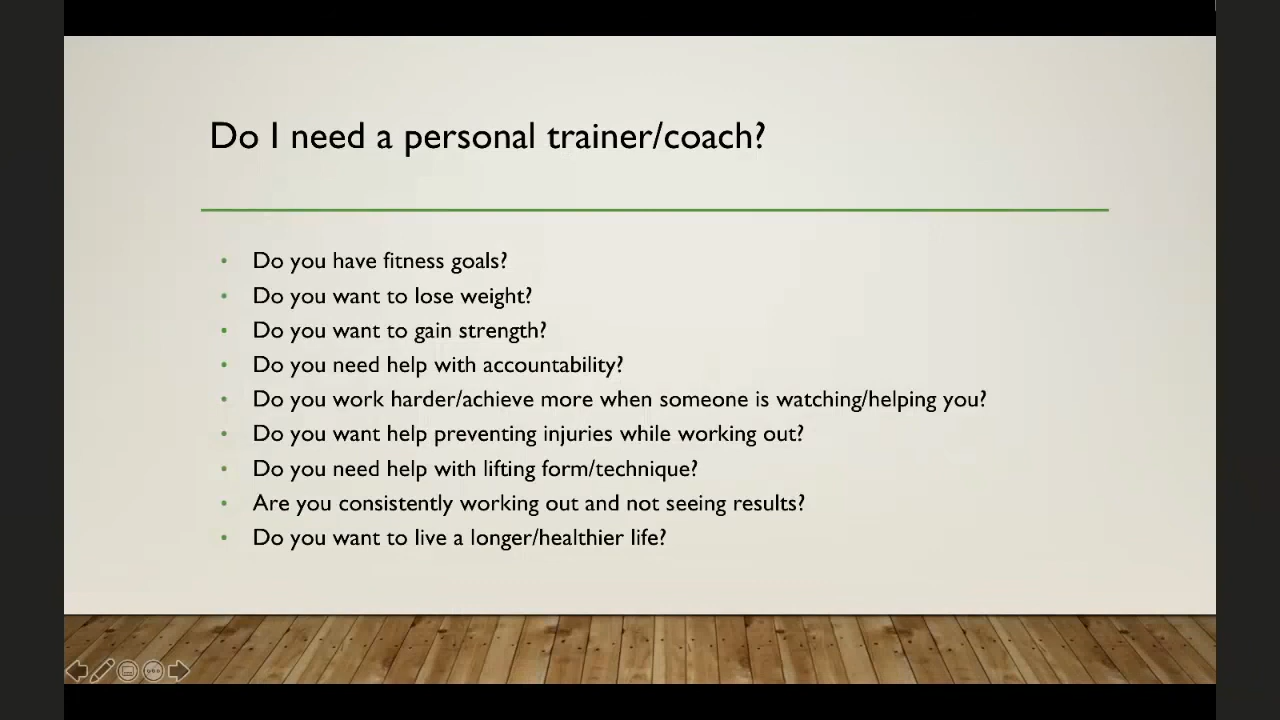 Do I need a personal trainer/coach?
• Do you have fitness goals?
• Do you want to lose weight?
• Do you want to gain strength?
• Do you need help with accountability?
• Do you work harder/achieve more when someone is watching/helping you?
• Do you want help preventing injuries while working out?
• Do you need help with lifting form/technique?
• Are you consistently working out and not seeing results?
• Do you want to live a longer/healthier life?